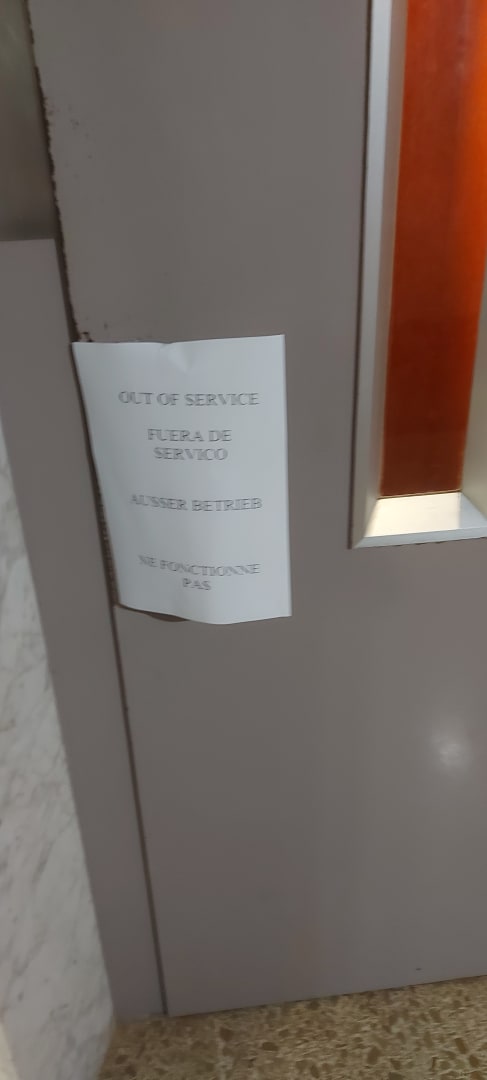 OUT OF SERVICE
FUERA DE
SERVICO
AUSSER BETRIEB
NE FONCTIONNE
PAS